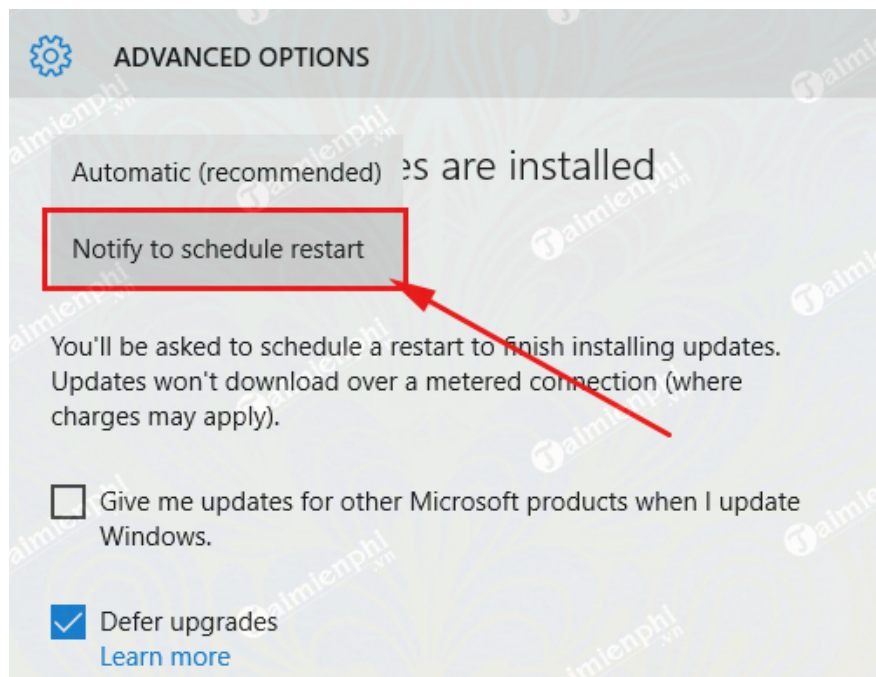 ADVANCED OPTIONS
Automatic (recommended) es are installed
Notify to schedule restart
You'll be asked to schedule a restart to finish installing updates.
Updates won't download over a metered connection (where
charges may apply).
Give me updates for other Microsoft products when I update
Windows.
Defer upgrades
Learn more
Taimienphi
.vn